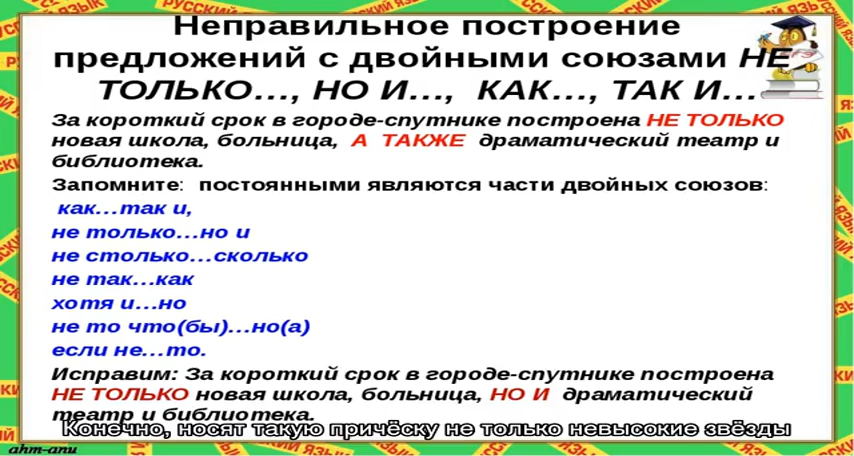 Неправильное построение
предложений с двойными союзами НЕ
ТОЛЬКО…, НО И…, КАК…, ТАК И…
За короткий срок в городе-спутнике построена НЕ ТОЛЬКО
новая школа, больница, А ТАКЖЕ драматический театр и
библиотека.
Запомните: постоянными являются части двойных союзов:
как…так и,
не только…но и
не столько…сколько
не так…как
хотя и…но
не то что(бы)…но(а)
если не…то.
Исправим: За короткий срок в городе-спутнике построена
НЕ ТОЛЬКО новая школа, больница, НО И драматический
театр и библиотека.
Конечно, носят такую причёску не только невысокие звёзды
ahm-anu